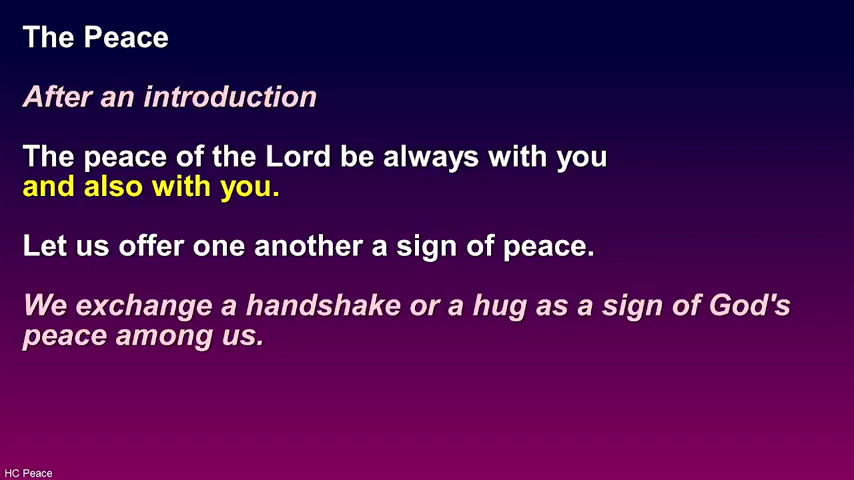 The Peace
After an introduction
The peace of the Lord be always with you
and also with you.
Let us offer one another a sign of peace.
We exchange a handshake or a hug as a sign of God's
peace among us.
HC Peace